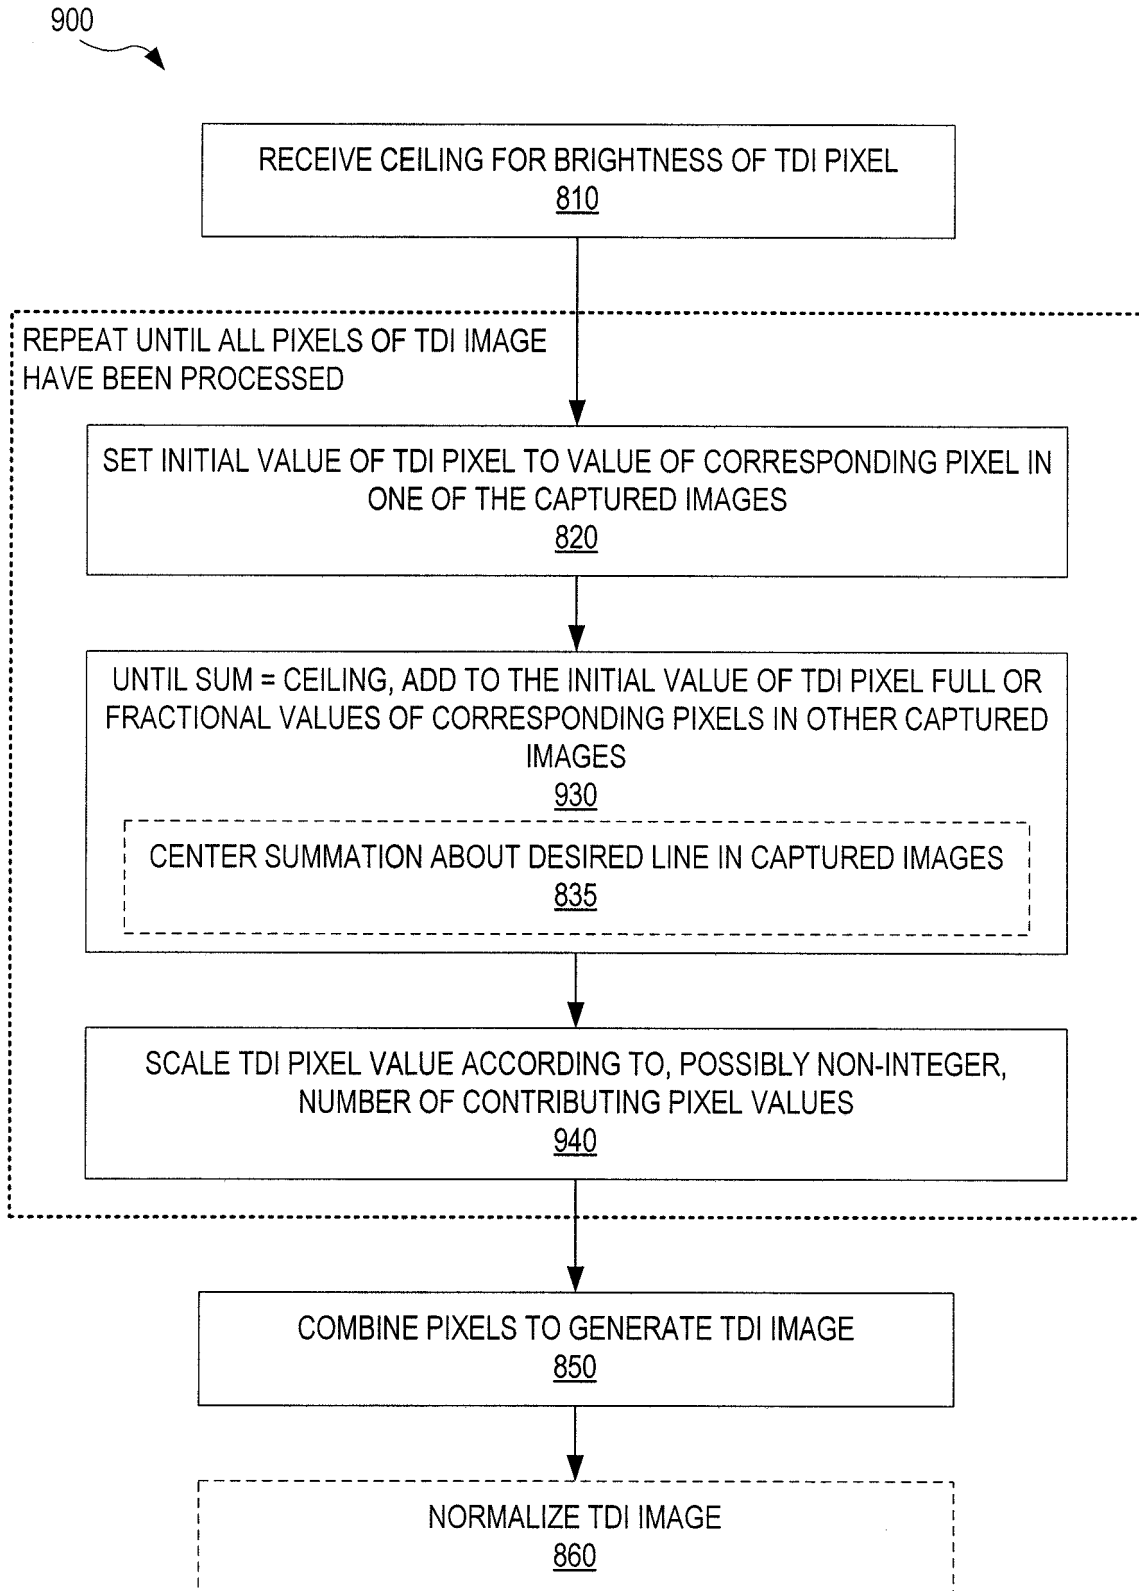 900
RECEIVE CEILING FOR BRIGHTNESS OF TDI PIXEL
810
REPEAT UNTIL ALL PIXELS OF TDI IMAGE
HAVE BEEN PROCESSED
SET INITIAL VALUE OF TDI PIXEL TO VALUE OF CORRESPONDING PIXEL IN
ONE OF THE CAPTURED IMAGES
820
UNTIL SUM = CEILING, ADD TO THE INITIAL VALUE OF TDI PIXEL FULL OR
FRACTIONAL VALUES OF CORRESPONDING PIXELS IN OTHER CAPTURED
IMAGES
930
CENTER SUMMATION ABOUT DESIRED LINE IN CAPTURED IMAGES
835
SCALE TDI PIXEL VALUE ACCORDING TO, POSSIBLY NON-INTEGER,
NUMBER OF CONTRIBUTING PIXEL VALUES
940
COMBINE PIXELS TO GENERATE TDI IMAGE
850
NORMALIZE TDI IMAGE
860